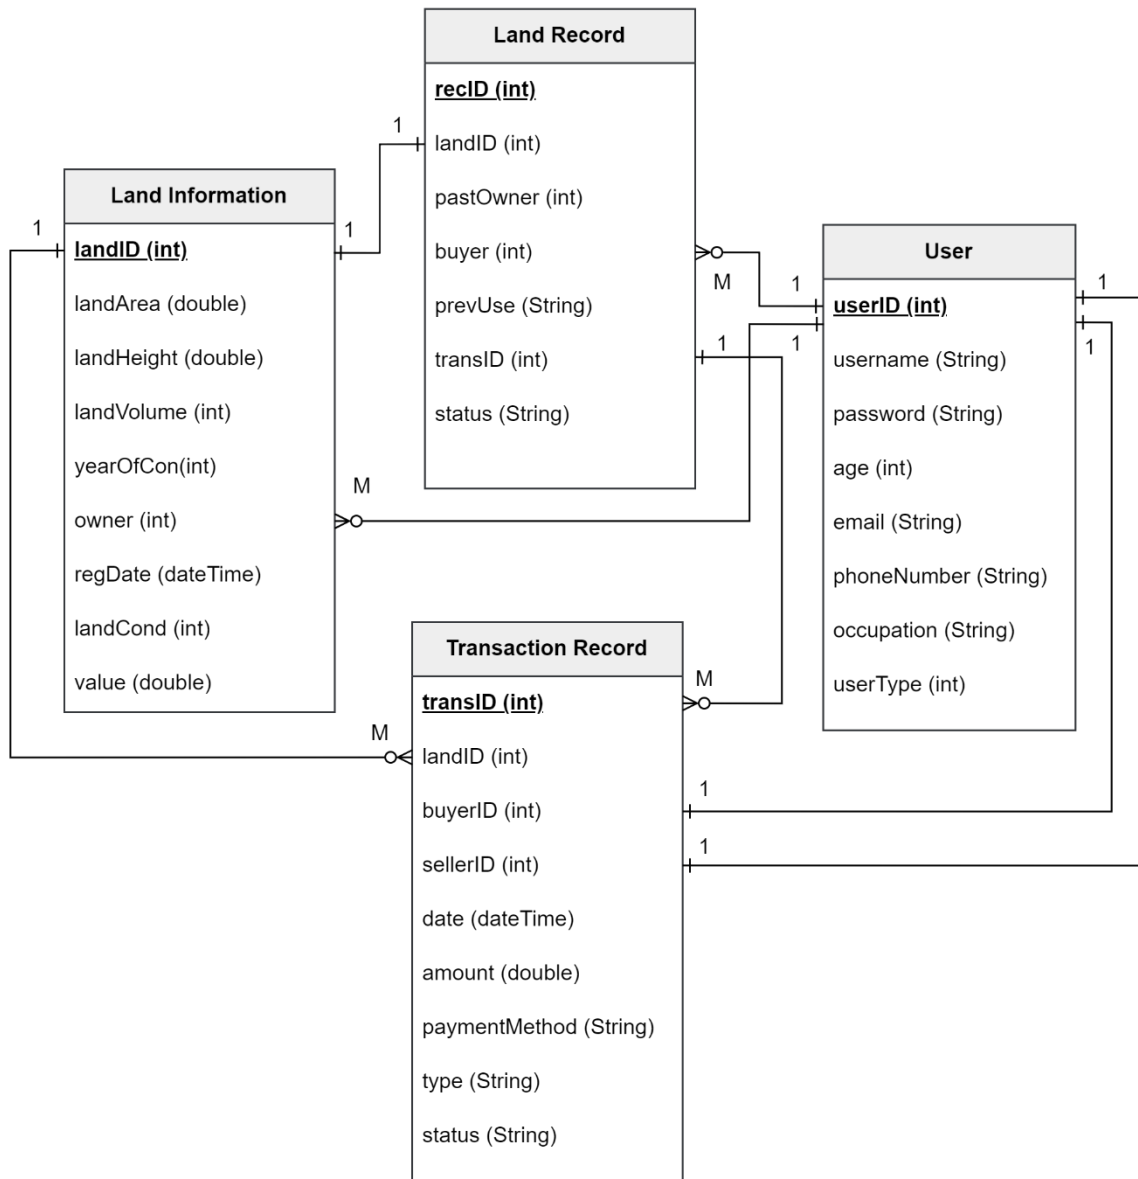 Land Record
recID (int)
landID (int)
pastOwner (int)
buyer (int)
prevUse (String)
transID (int)
status (String)
1
1
1
Land Information
landID (int)
landArea (double)
landHeight (double)
landVolume (int)
yearOfCon(int)
owner (int)
regDate (dateTime)
landCond (int)
value (double)
M
1
1
1
M
User
userID (int)
username (String)
password (String)
age (int)
email (String)
phoneNumber (String)
occupation (String)
userType (int)
1
1
M
M
Transaction Record
transID (int)
landID (int)
buyerID (int)
sellerID (int)
date (dateTime)
amount (double)
paymentMethod (String)
type (String)
status (String)
1
1